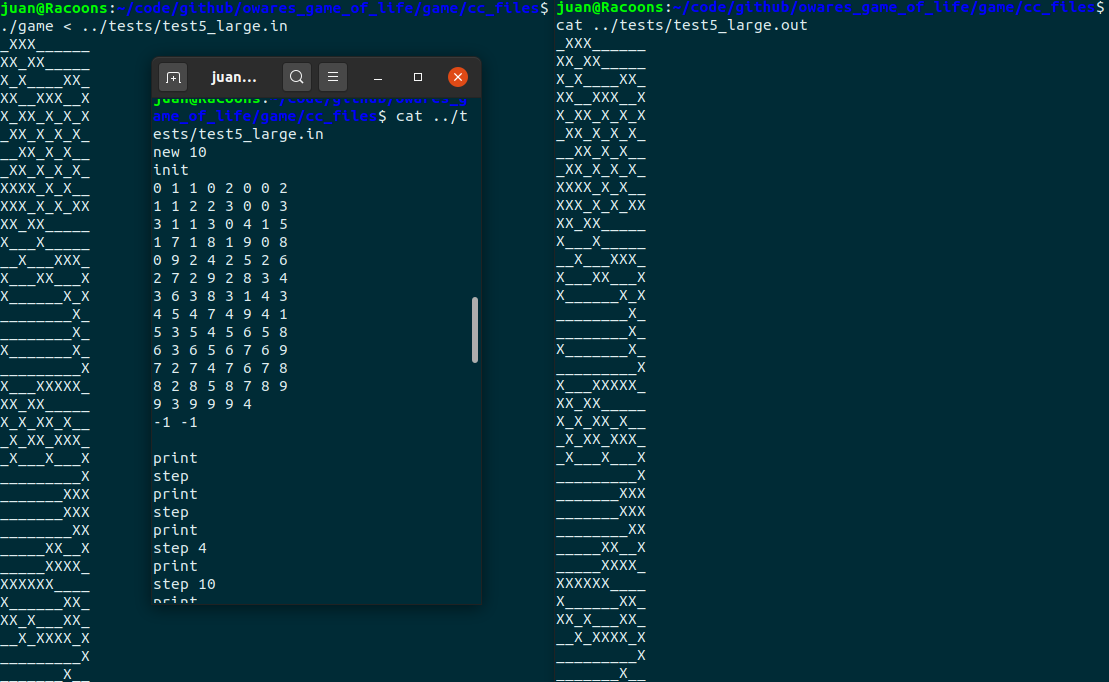 juan@Racoons:~/code/github/owares_game_of_life/game/cc_files$
./game < ../tests/test5_large.in
_XXX______
XX_XX_____
X_X____XX_
XX__XXX__X
X_XX_X_X_X
_XX_X_X_X_
__XX_X_X__
_XX_X_X_X_
XXXX_X_X__
XXX_X_X_XX
XX_XX_____
X___X_____
__X___XXX_
X___XX___X
X______X_X
________X_
________X_
X_______X_
_________X
X___XXXXX_
XX_XX_____
X_X_XX_X__
_X_XX_XXX_
_X___X___X
_________X
_______XXX
_______XXX
________XX
_____XX__X
_____XXXX_
XXXXXX____
X______XX_
XX_X___XX_
__X_XXXX_X
_________X
_______X__
juan...
juan@Racoons:~/code/github/owares_g
ame_of_life/game/cc_files$ cat ../t
ests/test5_large.in
new 10
init
0 1 1 0 2 0 0 2
1 1 2 2 3 0 0 3
3 1 1 3 0 4 1 5
1 7 1 8 1 9 0 8
0 9 2 4 2 5 2 6
2 7 2 9 2 8 3 4
3 6 3 8 3 1 4 3
4 5 4 7 4 9 4 1
5 3 5 4 5 6 5 8
6 3 6 5 6 7 6 9
7 2 7 4 7 6 7 8
8 2 8 5 8 7 8 9
9 3 9 9 9 4
-1 -1
print
step
print
step
print
step 4
print
step 10
print
juan@Racoons:~/code/github/owares_game_of_life/game/cc_files$
cat ../tests/test5_large.out
_XXX______
XX_XX_____
X_X____XX_
XX__XXX__X
X_XX_X_X_X
_XX_X_X_X_
__XX_X_X__
_XX_X_X_X_
XXXX_X_X__
XXX_X_X_XX
XX_XX_____
X___X_____
__X___XXX_
X___XX___X
X______X_X
________X_
________X_
X_______X_
_________X
X___XXXXX_
XX_XX_____
X_X_XX_X__
_X_XX_XXX_
_X___X___X
_________X
_______XXX
_______XXX
________XX
_____XX__X
_____XXXX_
XXXXXX____
X______XX_
XX_X___XX_
__X_XXXX_X
_________X
_______X__